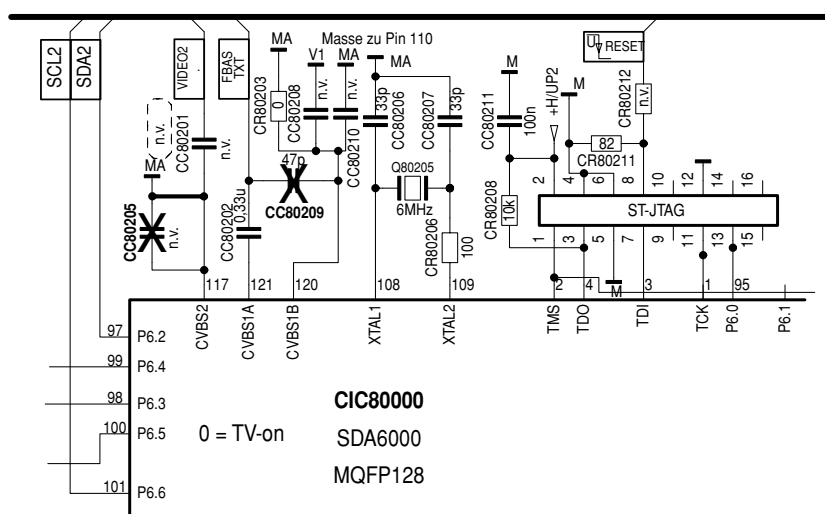 SCL2
SDA2
VIDEO2
FBAS
TXT
MA
Masse zu Pin 110
V1
MA
MA
RESET
M
M
n.v.
CC80201
n.v.
MA
CC80205
n.v.
CR80203
0
CC80208
n.v.
n.v.
CC80210
33p
CC80206
33p
CC80207
CC80211
100n
+H/UP2
CR80212
n.v.
82
CR80211
47p
CC80209
CC80202
0,33u
Q80205
6MHz
CR80206
100
CR80208
10k
2
4
6
8
10
12
14
16
ST-JTAG
1
3
5
7
9
11
13
15
M
117
121
120
108
109
2
4
3
1
95
CVBS2
CVBS1A
CVBS1B
XTAL1
XTAL2
TMS
TDO
TDI
TCK
P6.0
P6.1
97 P6.2
99 P6.4
98 P6.3
100 P6.5
101 P6.6
0 = TV-on
CIC80000
SDA6000
MQFP128